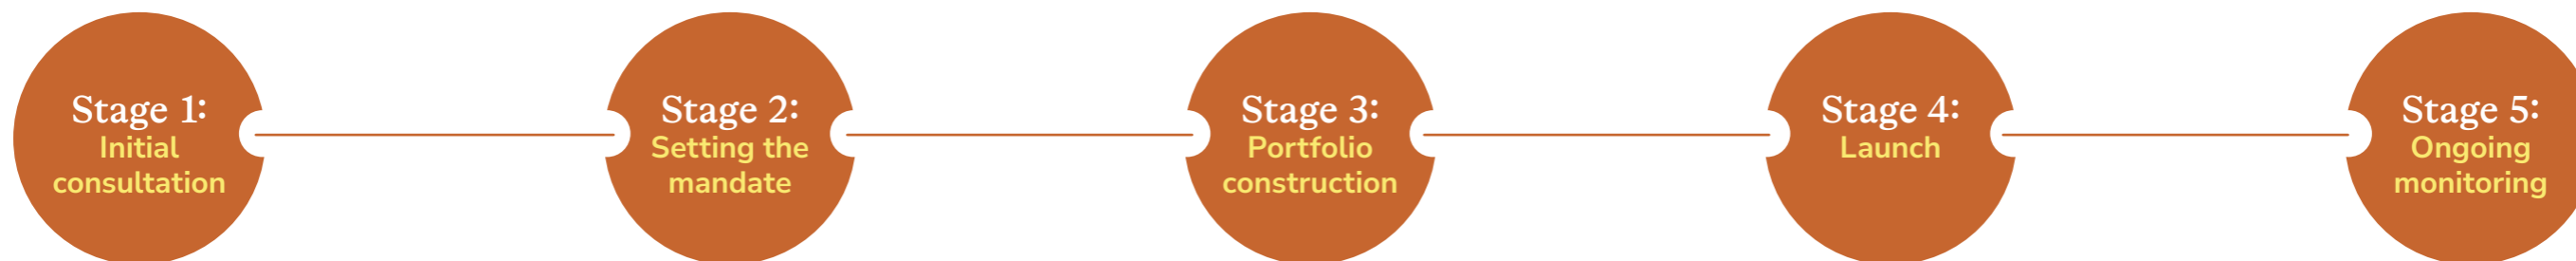 Stage 1:
Initial
consultation
Stage 2:
Setting the
mandate
Stage 3:
Portfolio
construction
Stage 4:
Launch
Stage 5:
Ongoing
monitoring